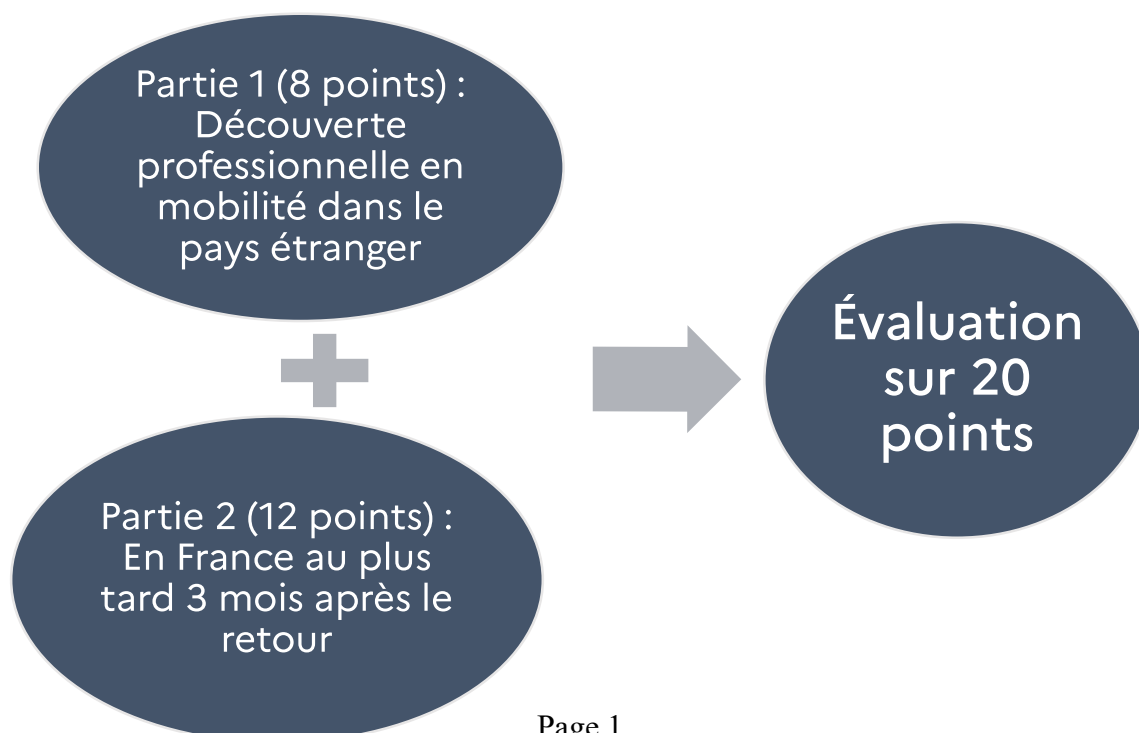 Partie 1 (8 points) :
Découverte
professionnelle en
mobilité dans le
pays étranger
Partie 2 (12 points) :
En France au plus
tard 3 mois après le
retour
Évaluation
sur 20
points
Page 1